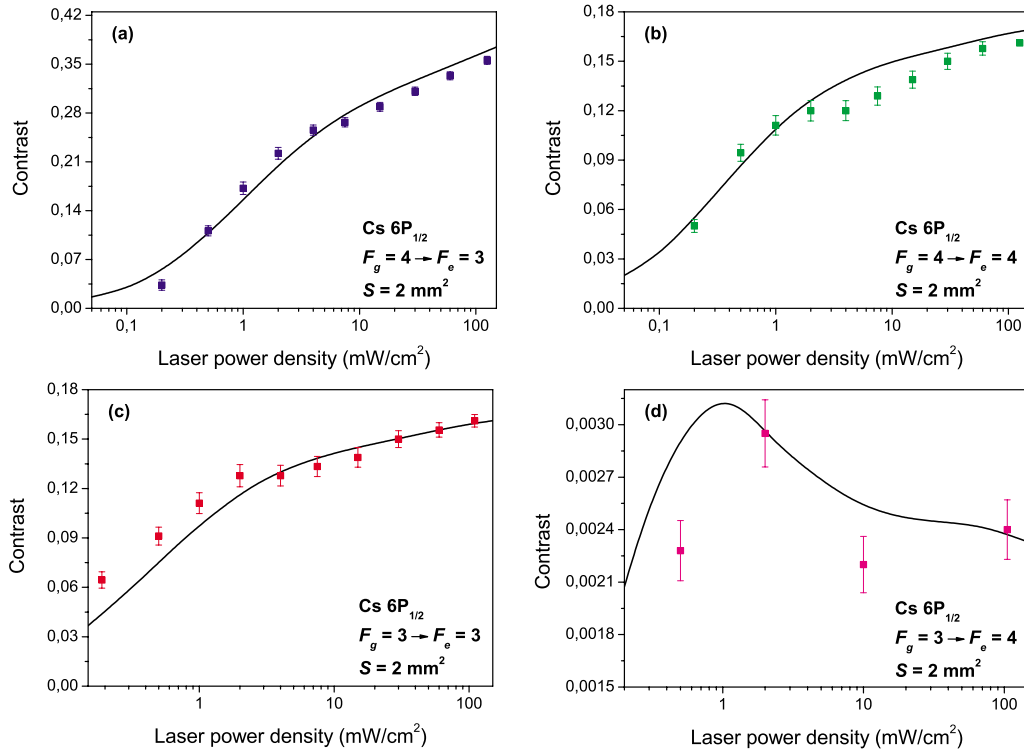 (a)
0,42
0,35
0,28
0,21
0,14
0,07
0,00
Contrast
Cs 6P1/2
Fg = 4 → Fe = 3
S = 2 mm²
0,1 1 10 100
Laser power density (mW/cm²)
(b)
0,18
0,15
0,12
0,09
0,06
0,03
0,00
Contrast
Cs 6P1/2
Fg = 4 → Fe = 4
S = 2 mm²
0,1 1 10 100
Laser power density (mW/cm²)
(c)
0,18
0,15
0,12
0,09
0,06
0,03
0,00
Contrast
Cs 6P1/2
Fg = 3 → Fe = 3
S = 2 mm²
1 10 100
Laser power density (mW/cm²)
(d)
0,0030
0,0027
0,0024
0,0021
0,0018
0,0015
Contrast
Cs 6P1/2
Fg = 3 → Fe = 4
S = 2 mm²
1 10 100
Laser power density (mW/cm²)